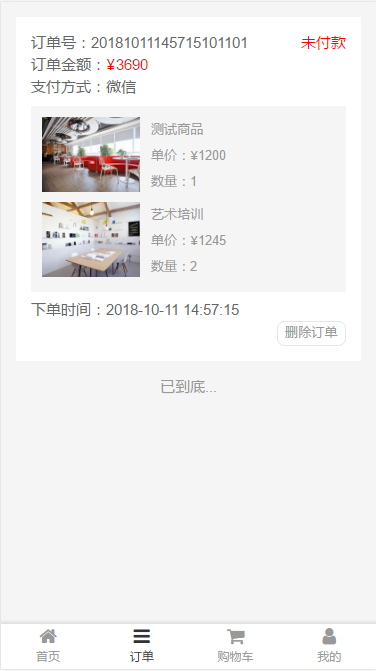 订单号：20181011145715101101 未付款
订单金额：¥3690
支付方式：微信
测试商品
单价：¥1200
数量：1
艺术培训
单价：¥1245
数量：2
下单时间：2018-10-11 14:57:15
删除订单
已到底...
首页 订单 购物车 我的